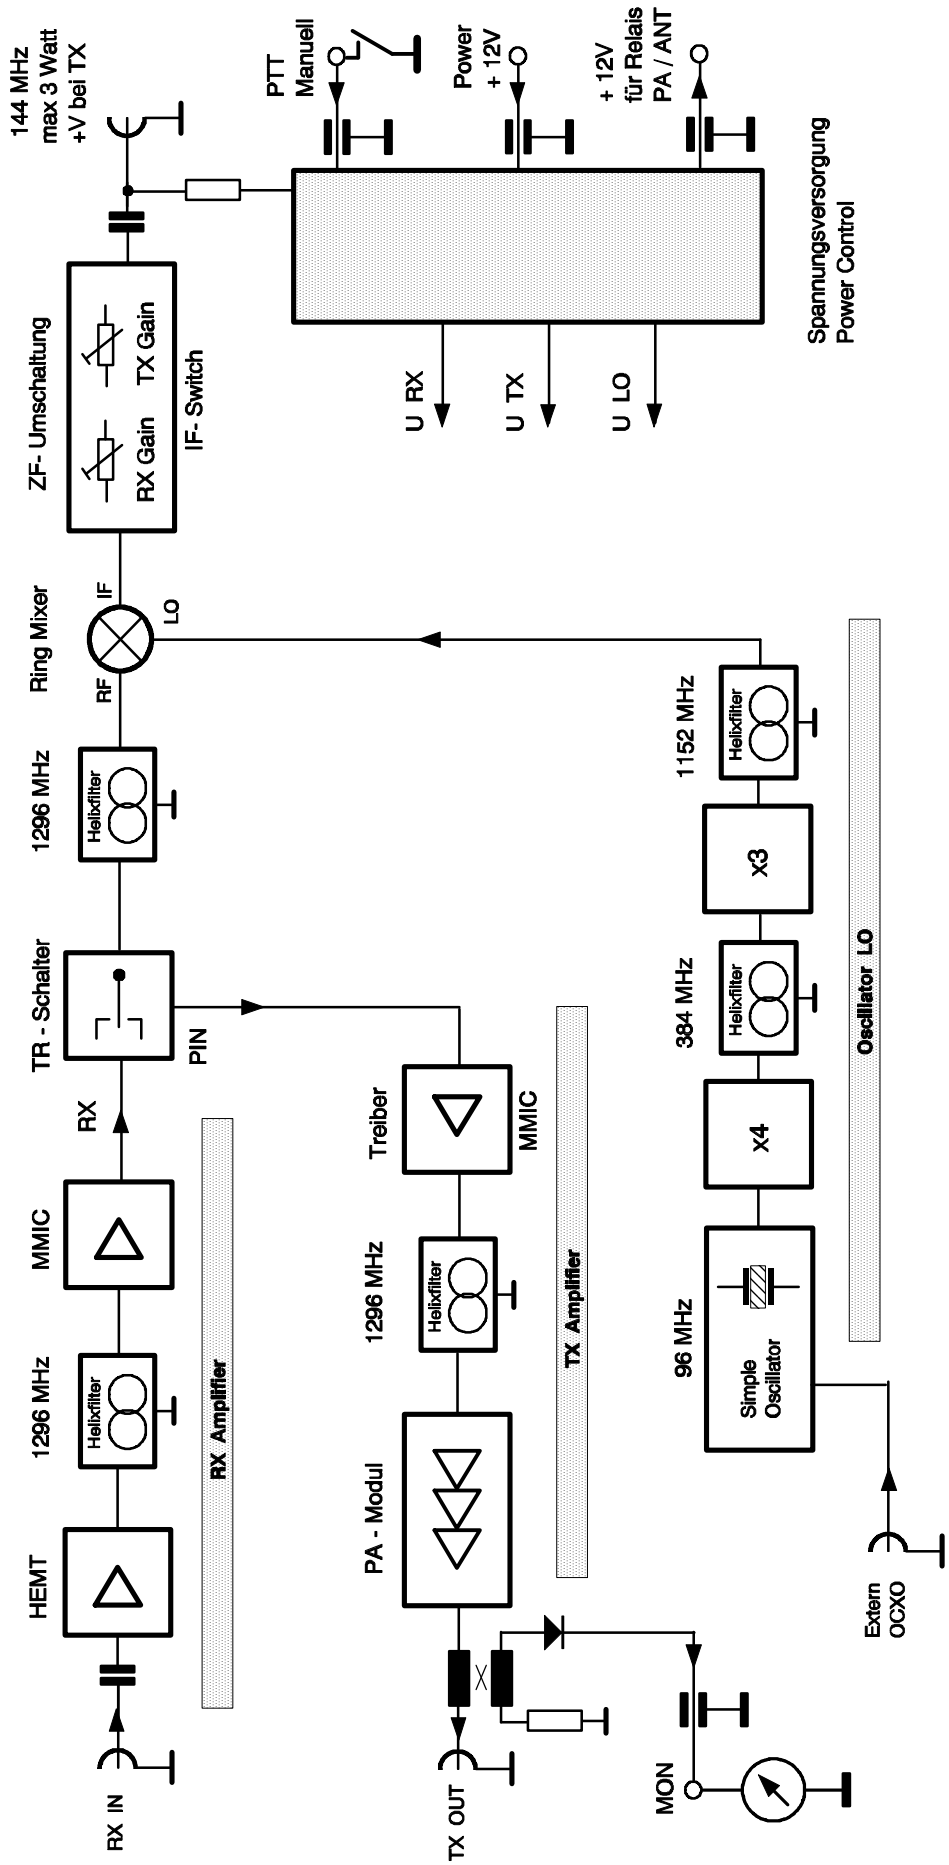 RX IN
HEMT
1296 MHz
Helixfilter
MMIC
RX
TR - Schalter
PIN
1296 MHz
Helixfilter
Ring Mixer
RF
IF
LO
ZF- Umschaltung
RX Gain
TX Gain
IF- Switch
144 MHz
max 3 Watt
+V bei TX
RX Amplifier
PTT
Manuell
Power
+ 12V
+ 12V
für Relais
PA / ANT
U RX
U TX
U LO
Spannungsversorgung
Power Control
TX OUT
PA - Modul
1296 MHz
Helixfilter
Treiber
MMIC
TX Amplifier
MON
96 MHz
Simple
Oscillator
x4
384 MHz
Helixfilter
x3
1152 MHz
Helixfilter
Oscillator LO
Extern
OCXO